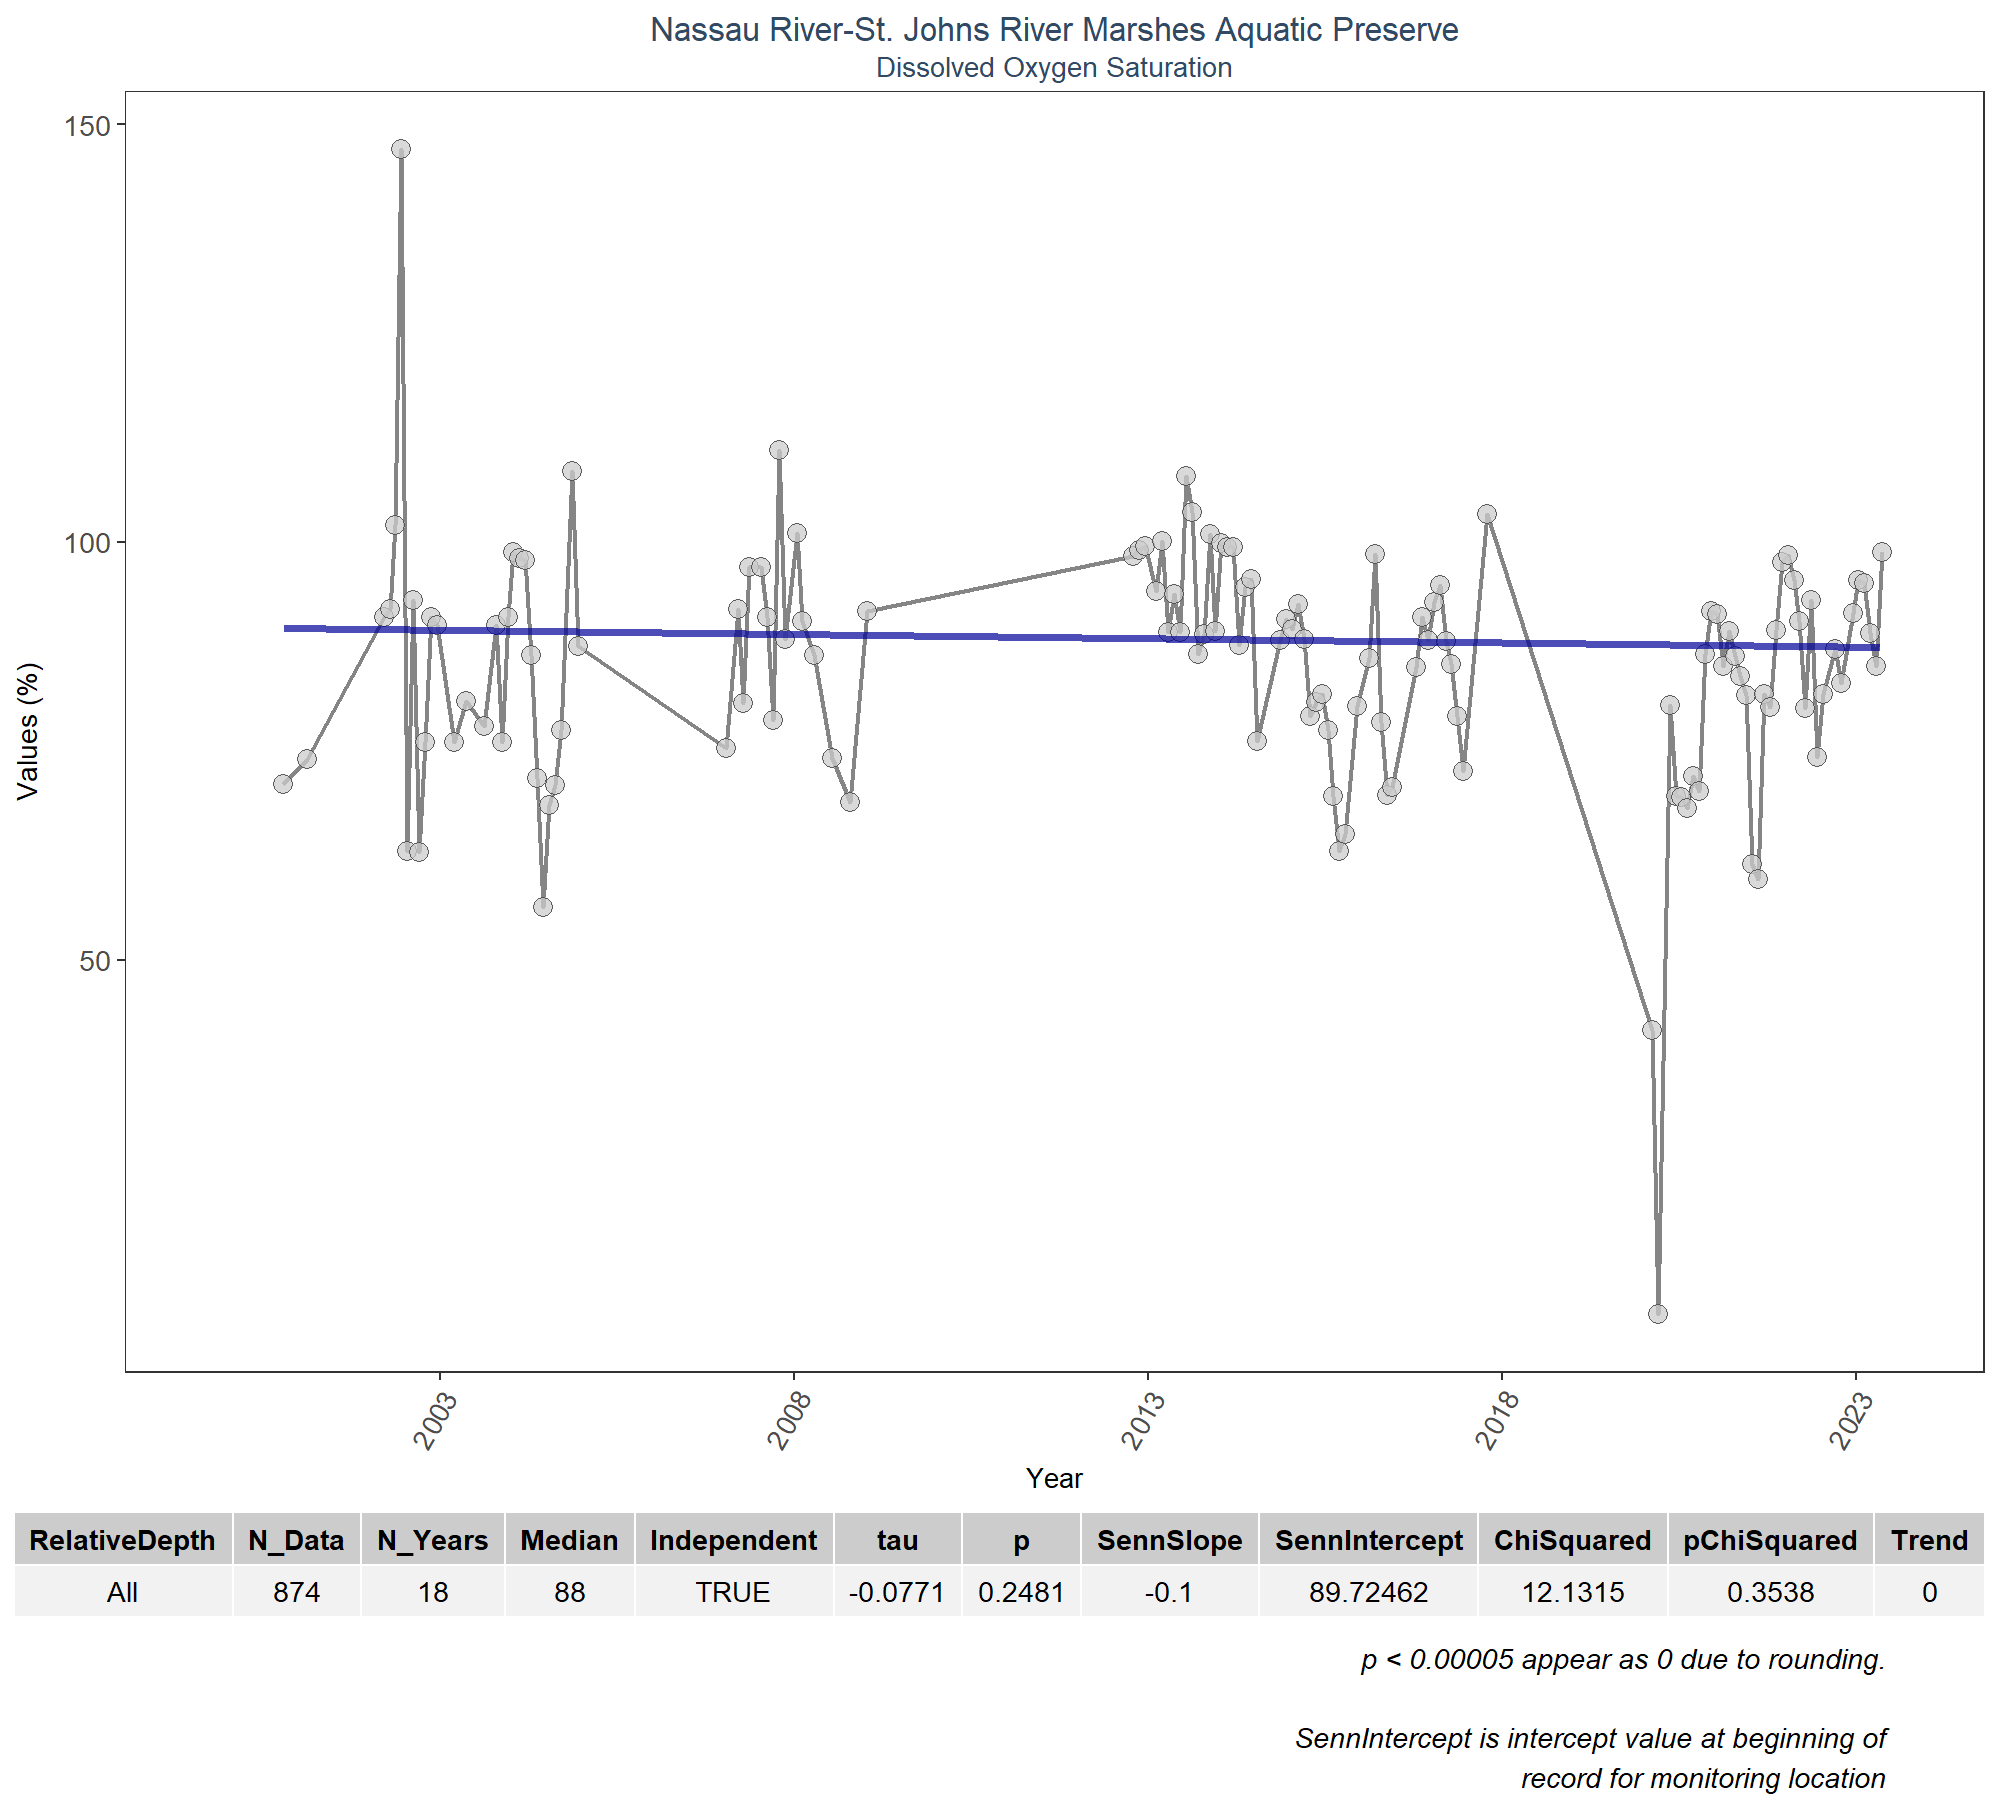 Nassau River-St. Johns River Marshes Aquatic Preserve
Dissolved Oxygen Saturation
150
100
50
Values (%)
2003 2008 2013 2018 2023
Year
RelativeDepth N_Data N_Years Median Independent tau p SennSlope SennIntercept ChiSquared pChiSquared Trend
All 874 18 88 TRUE -0.0771 0.2481 -0.1 89.72462 12.1315 0.3538 0
p < 0.00005 appear as 0 due to rounding.
SennIntercept is intercept value at beginning of
record for monitoring location